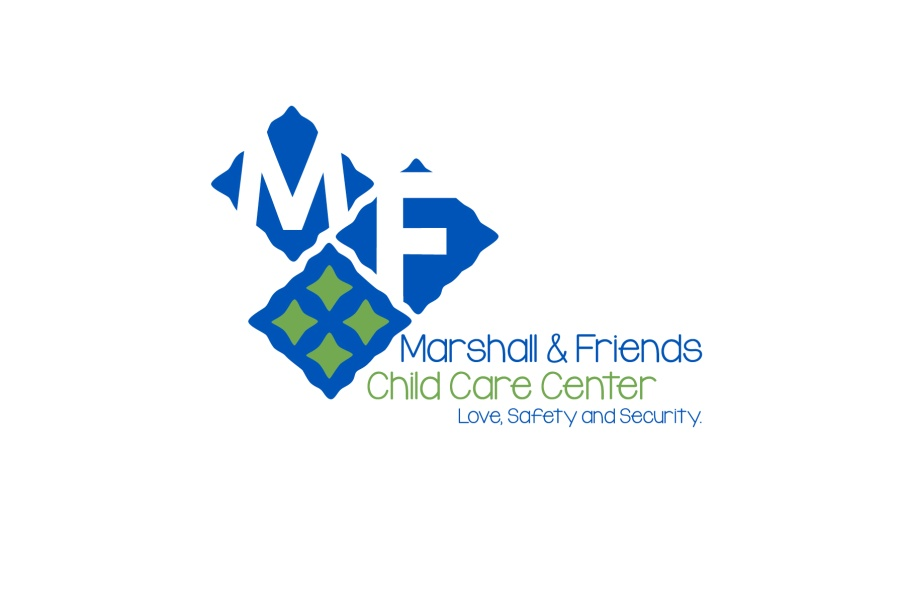 MF
Marshall & Friends
Child Care Center
Love, Safety and Security.